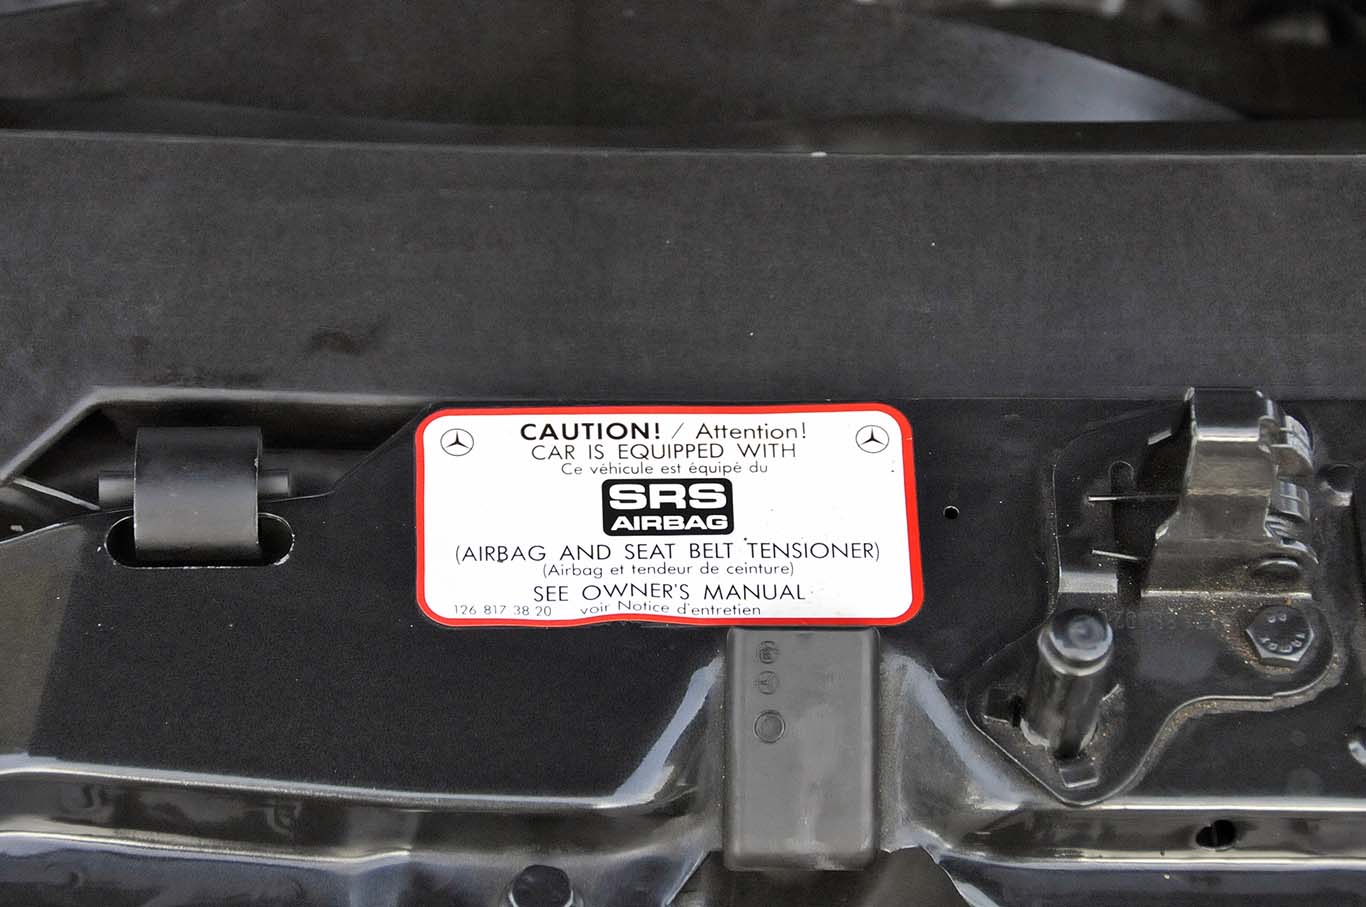 CAUTION! / Attention!
CAR IS EQUIPPED WITH
Ce véhicule est équipé du
SRS
AIRBAG
(AIRBAG AND SEAT BELT TENSIONER)
(Airbag et tendeur de ceinture)
SEE OWNER'S MANUAL
126 817 38 20 voir Notice d'entretien